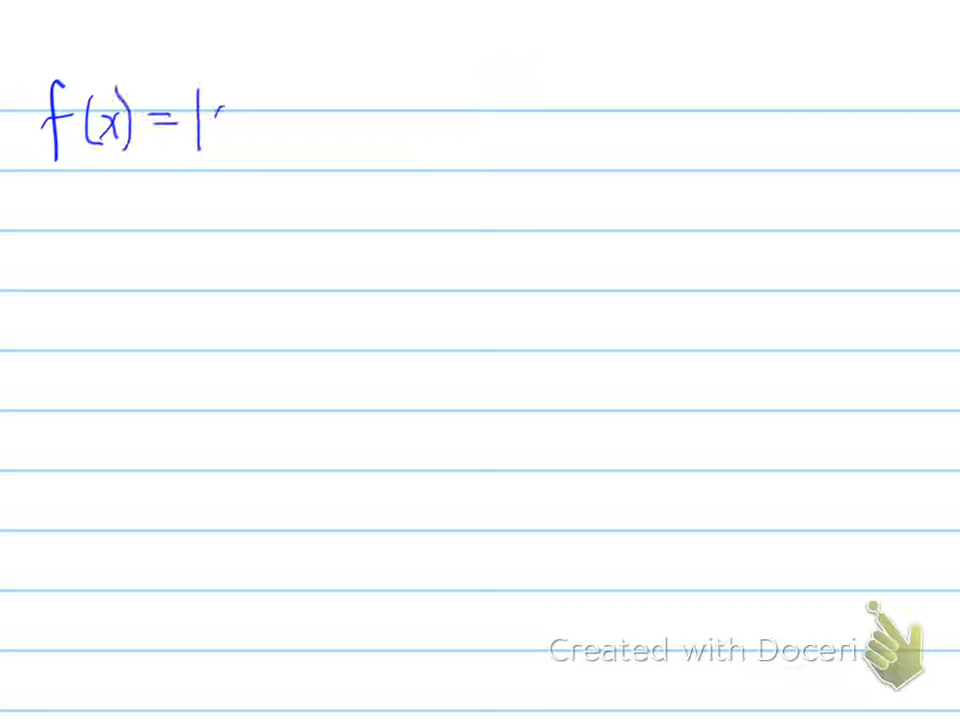 f(x) = |
Created with Doceri